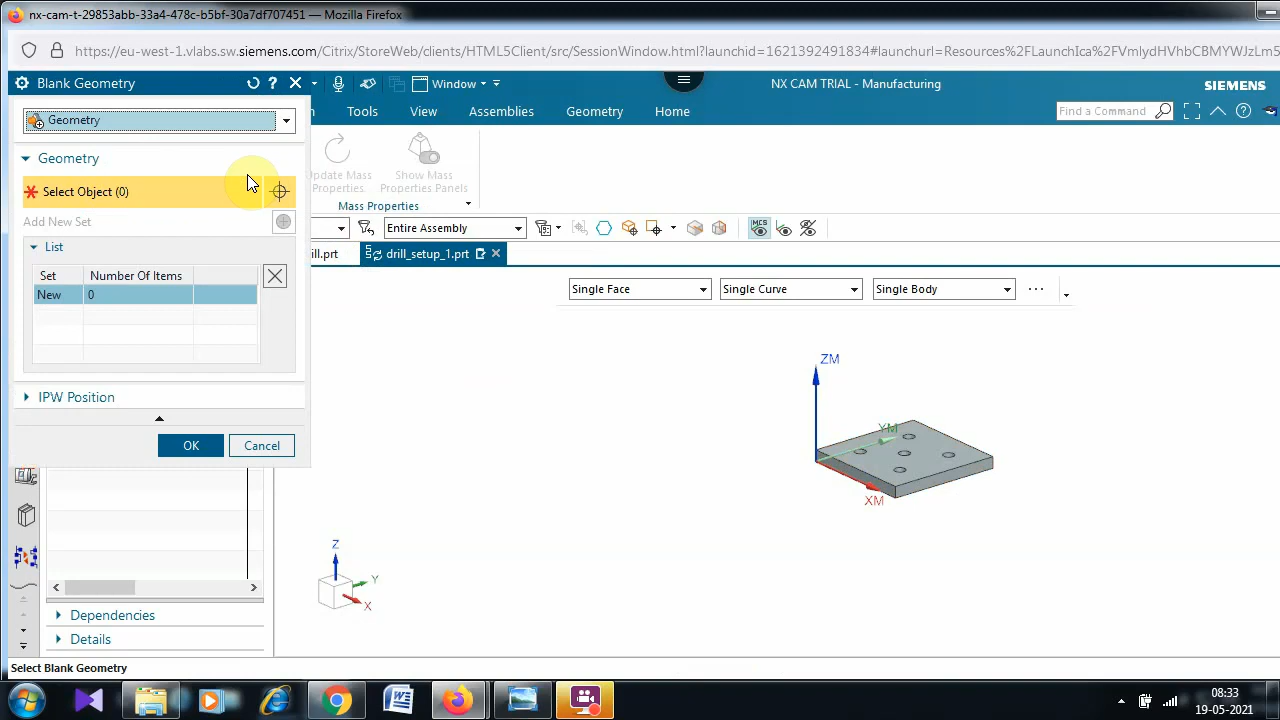 nx-cam-t-29853abb-33a4-478c-b5bf-30a7df707451 — Mozilla Firefox
https://eu-west-1.vlabs.sw.siemens.com/Citrix/StoreWeb/clients/HTML5Client/src/SessionWindow.html?launchid=1621392491834#launchurl=Resources%2FLaunchIca%2FVmlydHVhbCBMYWJzLm5
Blank Geometry
?
Window
NX CAM TRIAL - Manufacturing
SIEMENS
Geometry
Tools
View
Assemblies
Geometry
Home
Find a Command
Geometry
Select Object (0)
Update Mass
Properties
Show Mass
Properties Panels
Mass Properties
Add New Set
Entire Assembly
MCS
List
ill.prt
drill_setup_1.prt
Set
Number Of Items
New
0
Single Face
Single Curve
Single Body
ZM
YM
XM
IPW Position
OK
Cancel
Z
Y
X
Dependencies
Details
Select Blank Geometry
08:33
19-05-2021